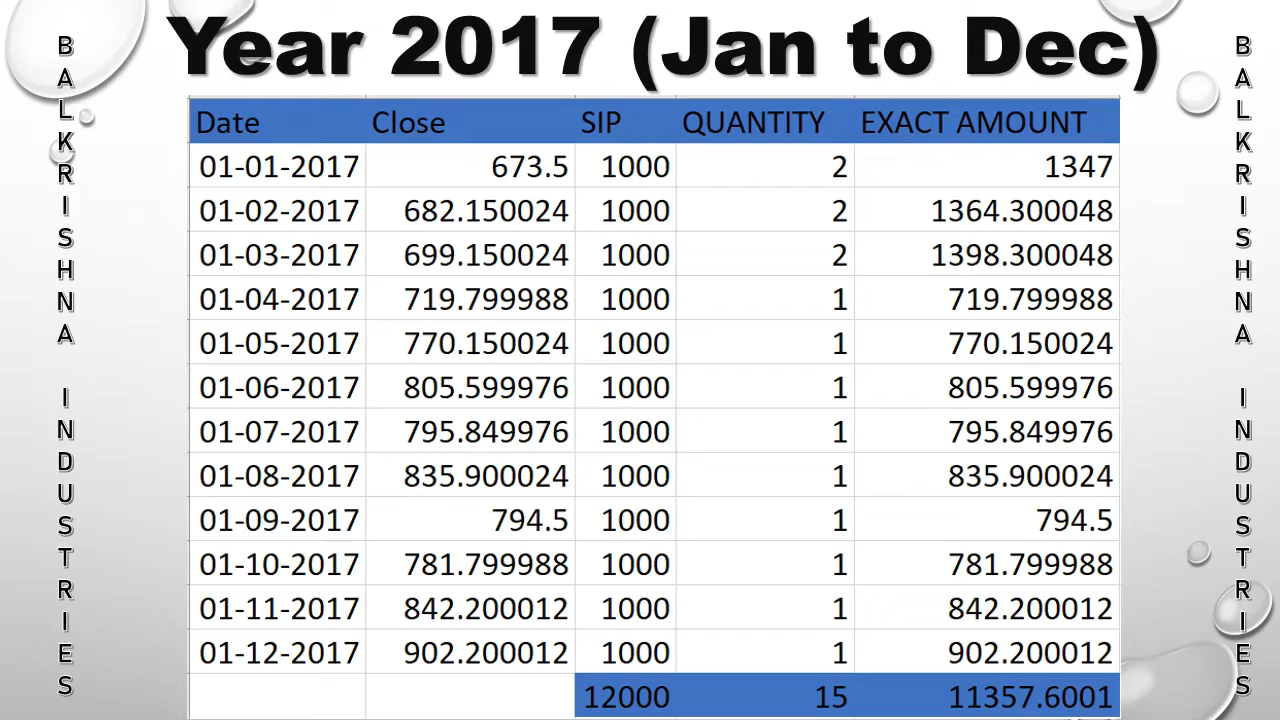 Year 2017 (Jan to Dec)
BALKRISHNA INDUSTRIES
Date Close SIP QUANTITY EXACT AMOUNT
01-01-2017 673.5 1000 2 1347
01-02-2017 682.150024 1000 2 1364.300048
01-03-2017 699.150024 1000 2 1398.300048
01-04-2017 719.799988 1000 1 719.799988
01-05-2017 770.150024 1000 1 770.150024
01-06-2017 805.599976 1000 1 805.599976
01-07-2017 795.849976 1000 1 795.849976
01-08-2017 835.900024 1000 1 835.900024
01-09-2017 794.5 1000 1 794.5
01-10-2017 781.799988 1000 1 781.799988
01-11-2017 842.200012 1000 1 842.200012
01-12-2017 902.200012 1000 1 902.200012
12000 15 11357.6001
BALKRISHNA INDUSTRIES